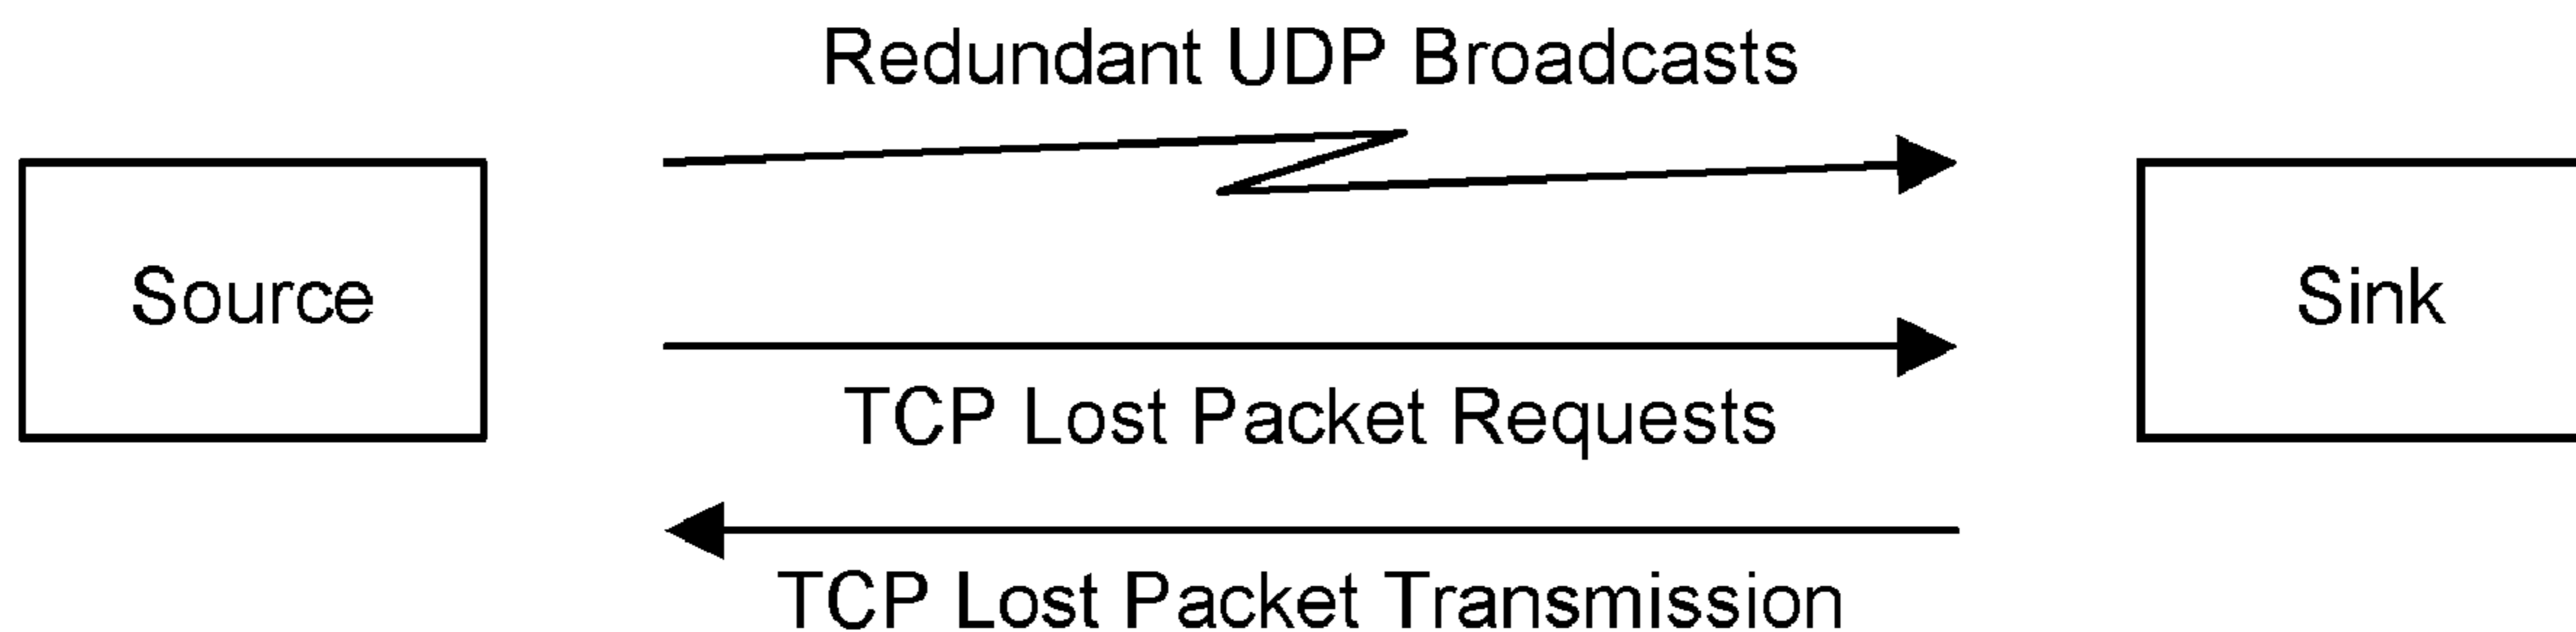 Redundant UDP Broadcasts
Source
Sink
TCP Lost Packet Requests
TCP Lost Packet Transmission